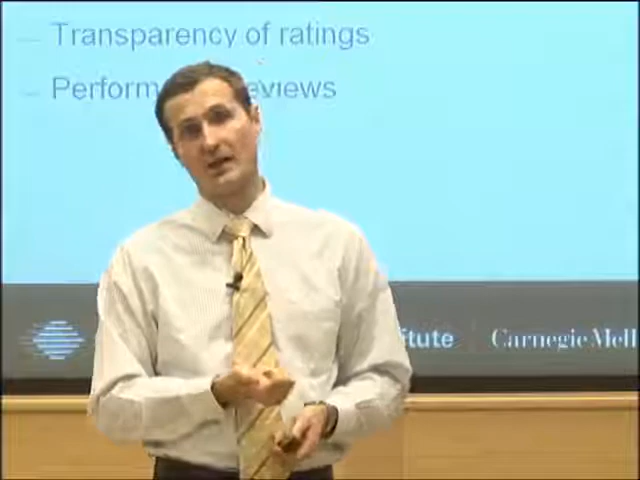 – Transparency of ratings
– Perform eviews
itute | Carnegie Mell